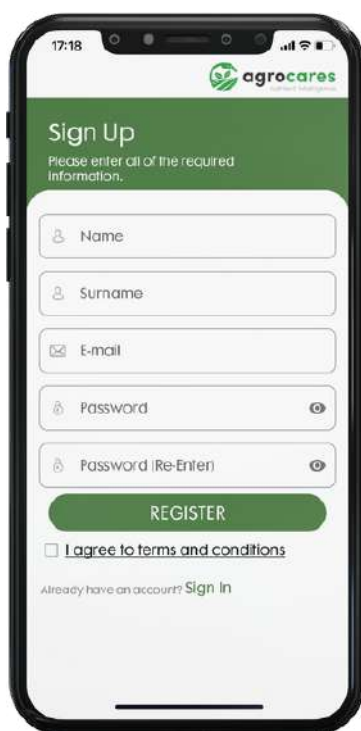 17:18
agrocares
Sign Up
Please enter all of the required
information.
Name
Surname
E-mail
Password
Password (Re-Enter)
REGISTER
I agree to terms and conditions
Already have an account? Sign In